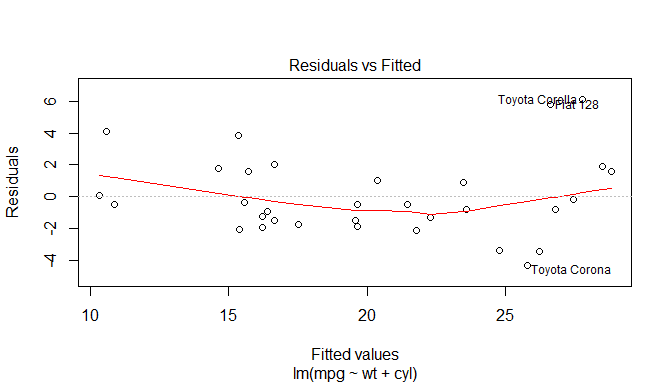 Residuals vs Fitted
Residuals
6
4
2
0
-2
-4
Toyota Corolla
Fiat 128
Toyota Corona
10 15 20 25
Fitted values
lm(mpg ~ wt + cyl)